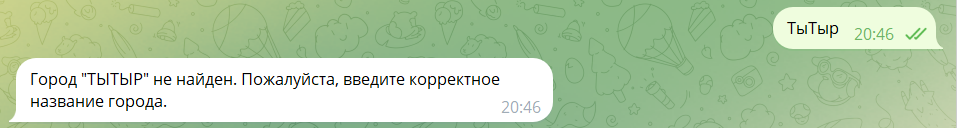 ТыТыр
20:46
Город "ТЫТЫР" не найден. Пожалуйста, введите корректное
название города.
20:46